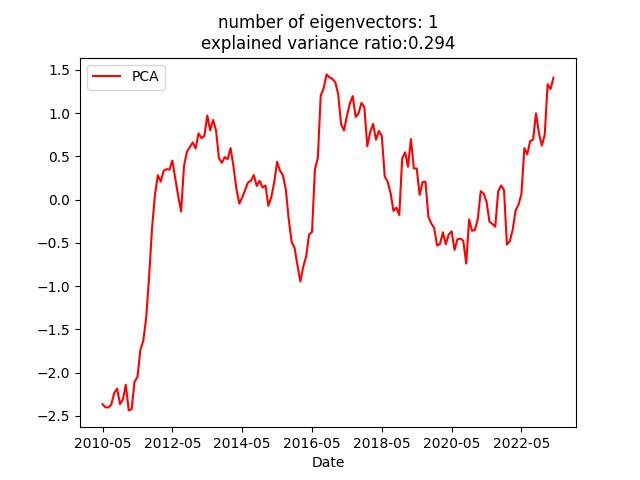 number of eigenvectors: 1
explained variance ratio:0.294
PCA
1.5
1.0
0.5
0.0
−0.5
−1.0
−1.5
−2.0
−2.5
2010-05 2012-05 2014-05 2016-05 2018-05 2020-05 2022-05
Date